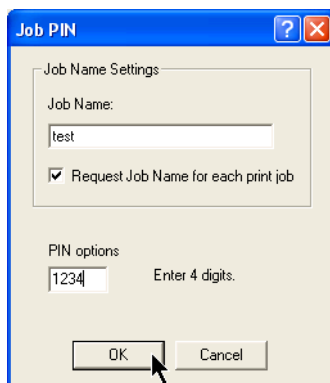 Job PIN
Job Name Settings
Job Name:
test
Request Job Name for each print job
PIN options
1234 Enter 4 digits.
OK Cancel